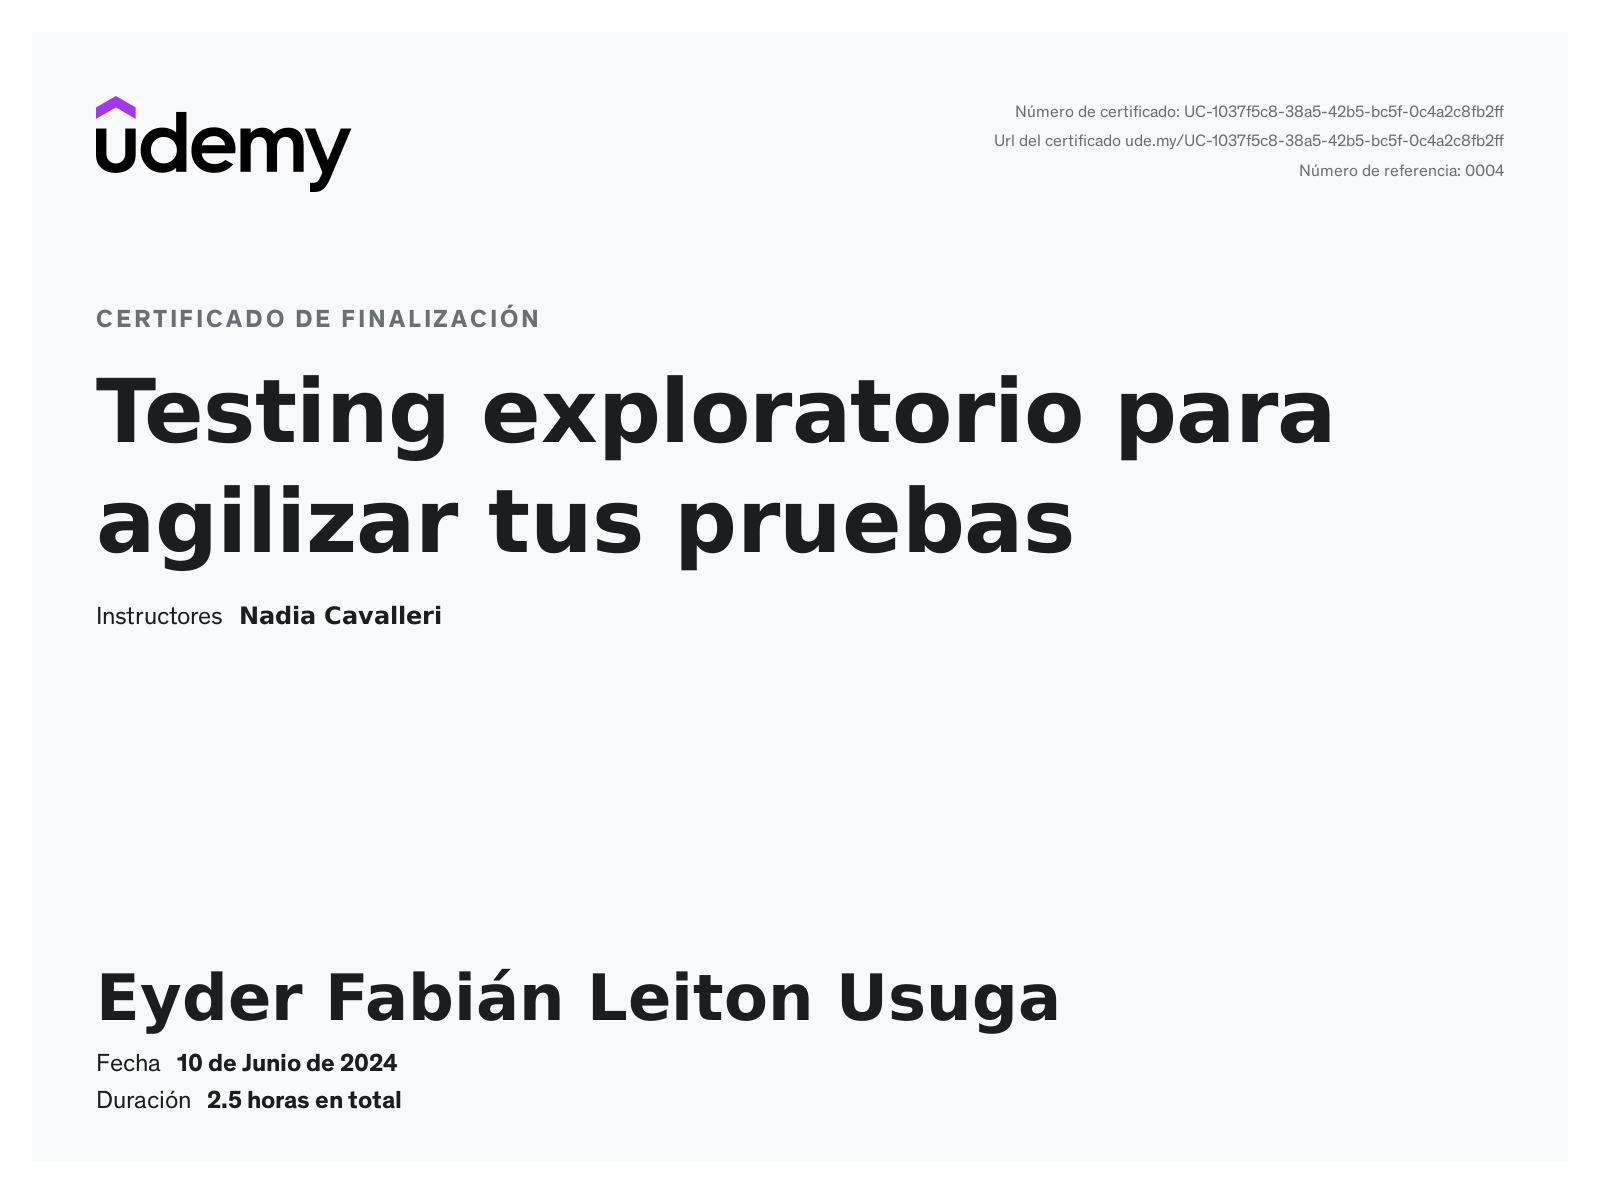 udemy
Número de certificado: UC-1037f5c8-38a5-42b5-bc5f-0c4a2c8fb2ff
Url del certificado ude.my/UC-1037f5c8-38a5-42b5-bc5f-0c4a2c8fb2ff
Número de referencia: 0004
CERTIFICADO DE FINALIZACIÓN
Testing exploratorio para
agilizar tus pruebas
Instructores Nadia Cavalleri
Eyder Fabián Leiton Usuga
Fecha 10 de Junio de 2024
Duración 2.5 horas en total